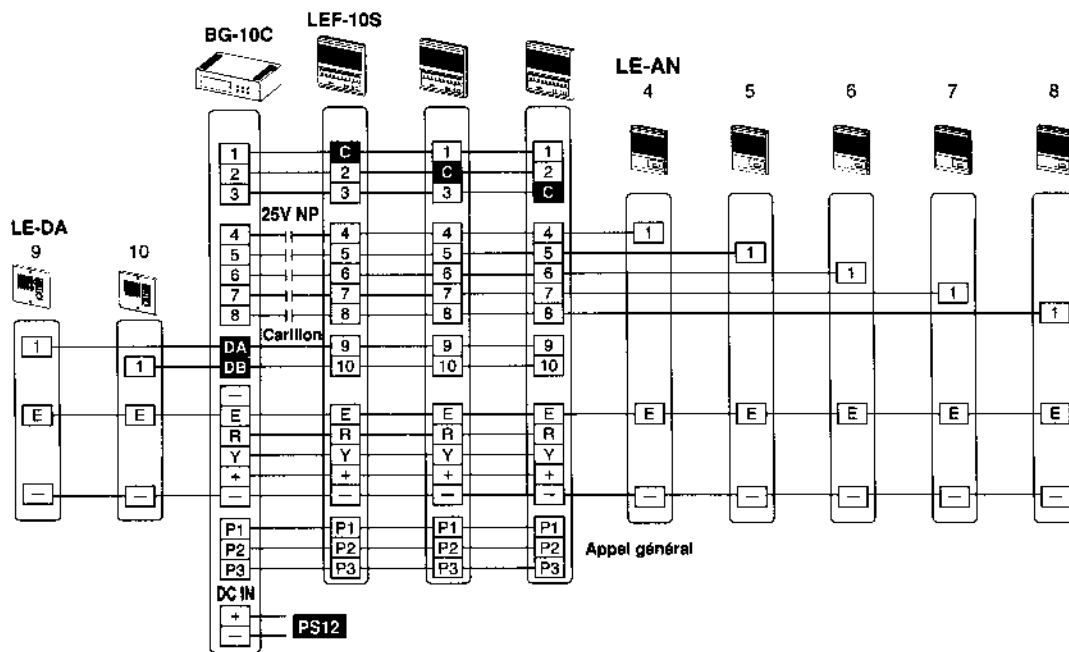 LEF-10S
BG-10C
LE-AN
4 5 6 7 8
1 C 1 1
2 2 C 2
3 3 3 C
25V NP
LE-DA
9 10
4 4 4 4 1
5 5 5 5 1
6 6 6 6 1
7 7 7 7 1
8 8 8 8 1
Carillon
1 DA 9 9 9
1 DB 10 10 10
—
E E E E E E E E E E E
R R R R
Y Y Y Y
+ + + +
— — — — — — — — — — —
P1 P1 P1 P1
P2 P2 P2 P2
Appel général
P3 P3 P3 P3
DC IN
+
PS12
—